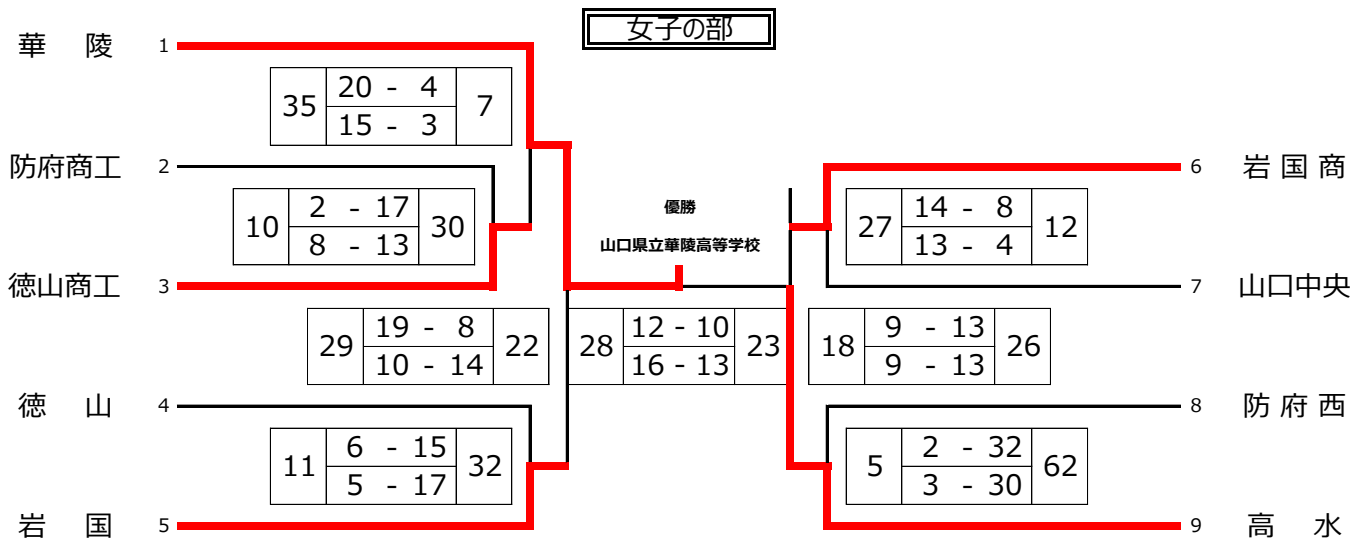 女子の部
華 陵 1
35 20 - 4 7
15 - 3
防府商工 2
6 岩国商
10 2 - 17 30
8 - 13
優勝
山口県立華陵高等学校
27 14 - 8 12
13 - 4
徳山商工 3
7 山口中央
29 19 - 8 22
10 - 14
28 12 - 10 23
16 - 13
18 9 - 13 26
9 - 13
徳 山 4
8 防府西
11 6 - 15 32
5 - 17
5 2 - 32 62
3 - 30
岩 国 5
9 高 水